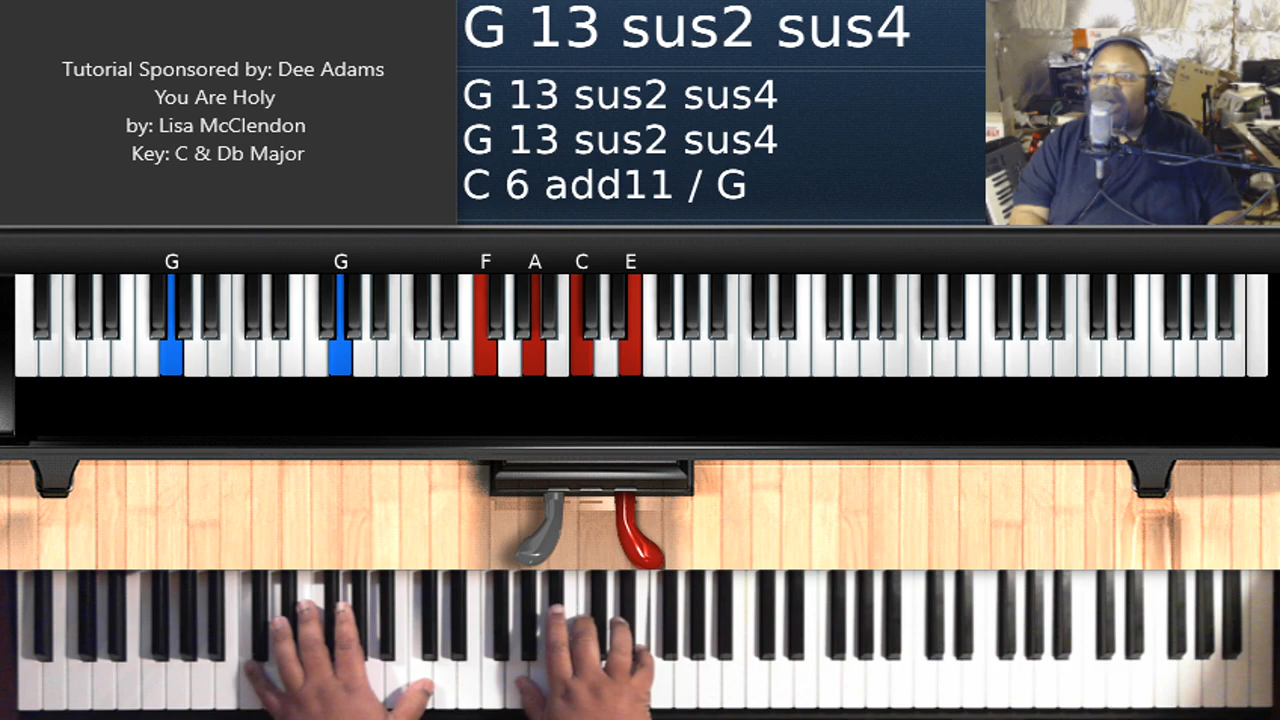 Tutorial Sponsored by: Dee Adams
You Are Holy
by: Lisa McClendon
Key: C & Db Major
G 13 sus2 sus4
G 13 sus2 sus4
G 13 sus2 sus4
C 6 add11 / G
G G F A C E